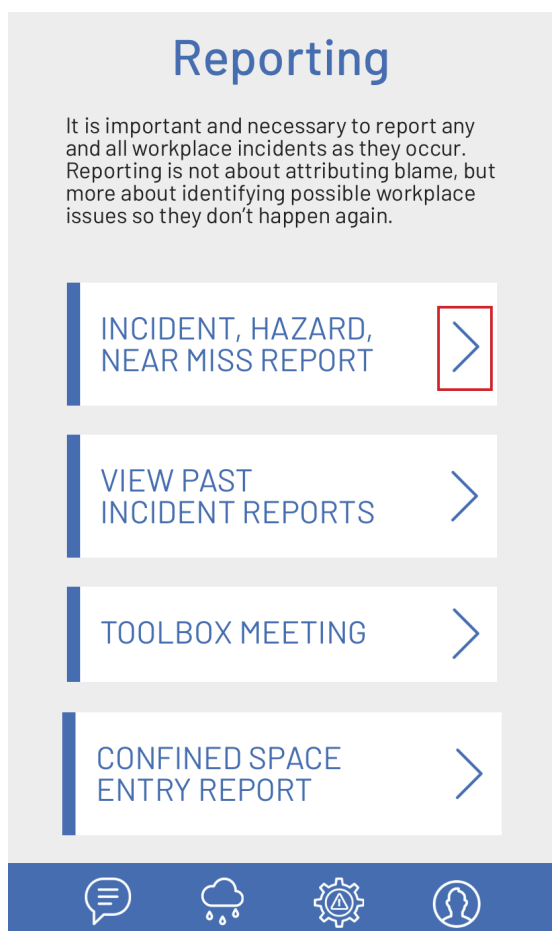 Reporting
It is important and necessary to report any
and all workplace incidents as they occur.
Reporting is not about attributing blame, but
more about identifying possible workplace
issues so they don't happen again.
INCIDENT, HAZARD,
NEAR MISS REPORT
VIEW PAST
INCIDENT REPORTS
TOOLBOX MEETING
CONFINED SPACE
ENTRY REPORT